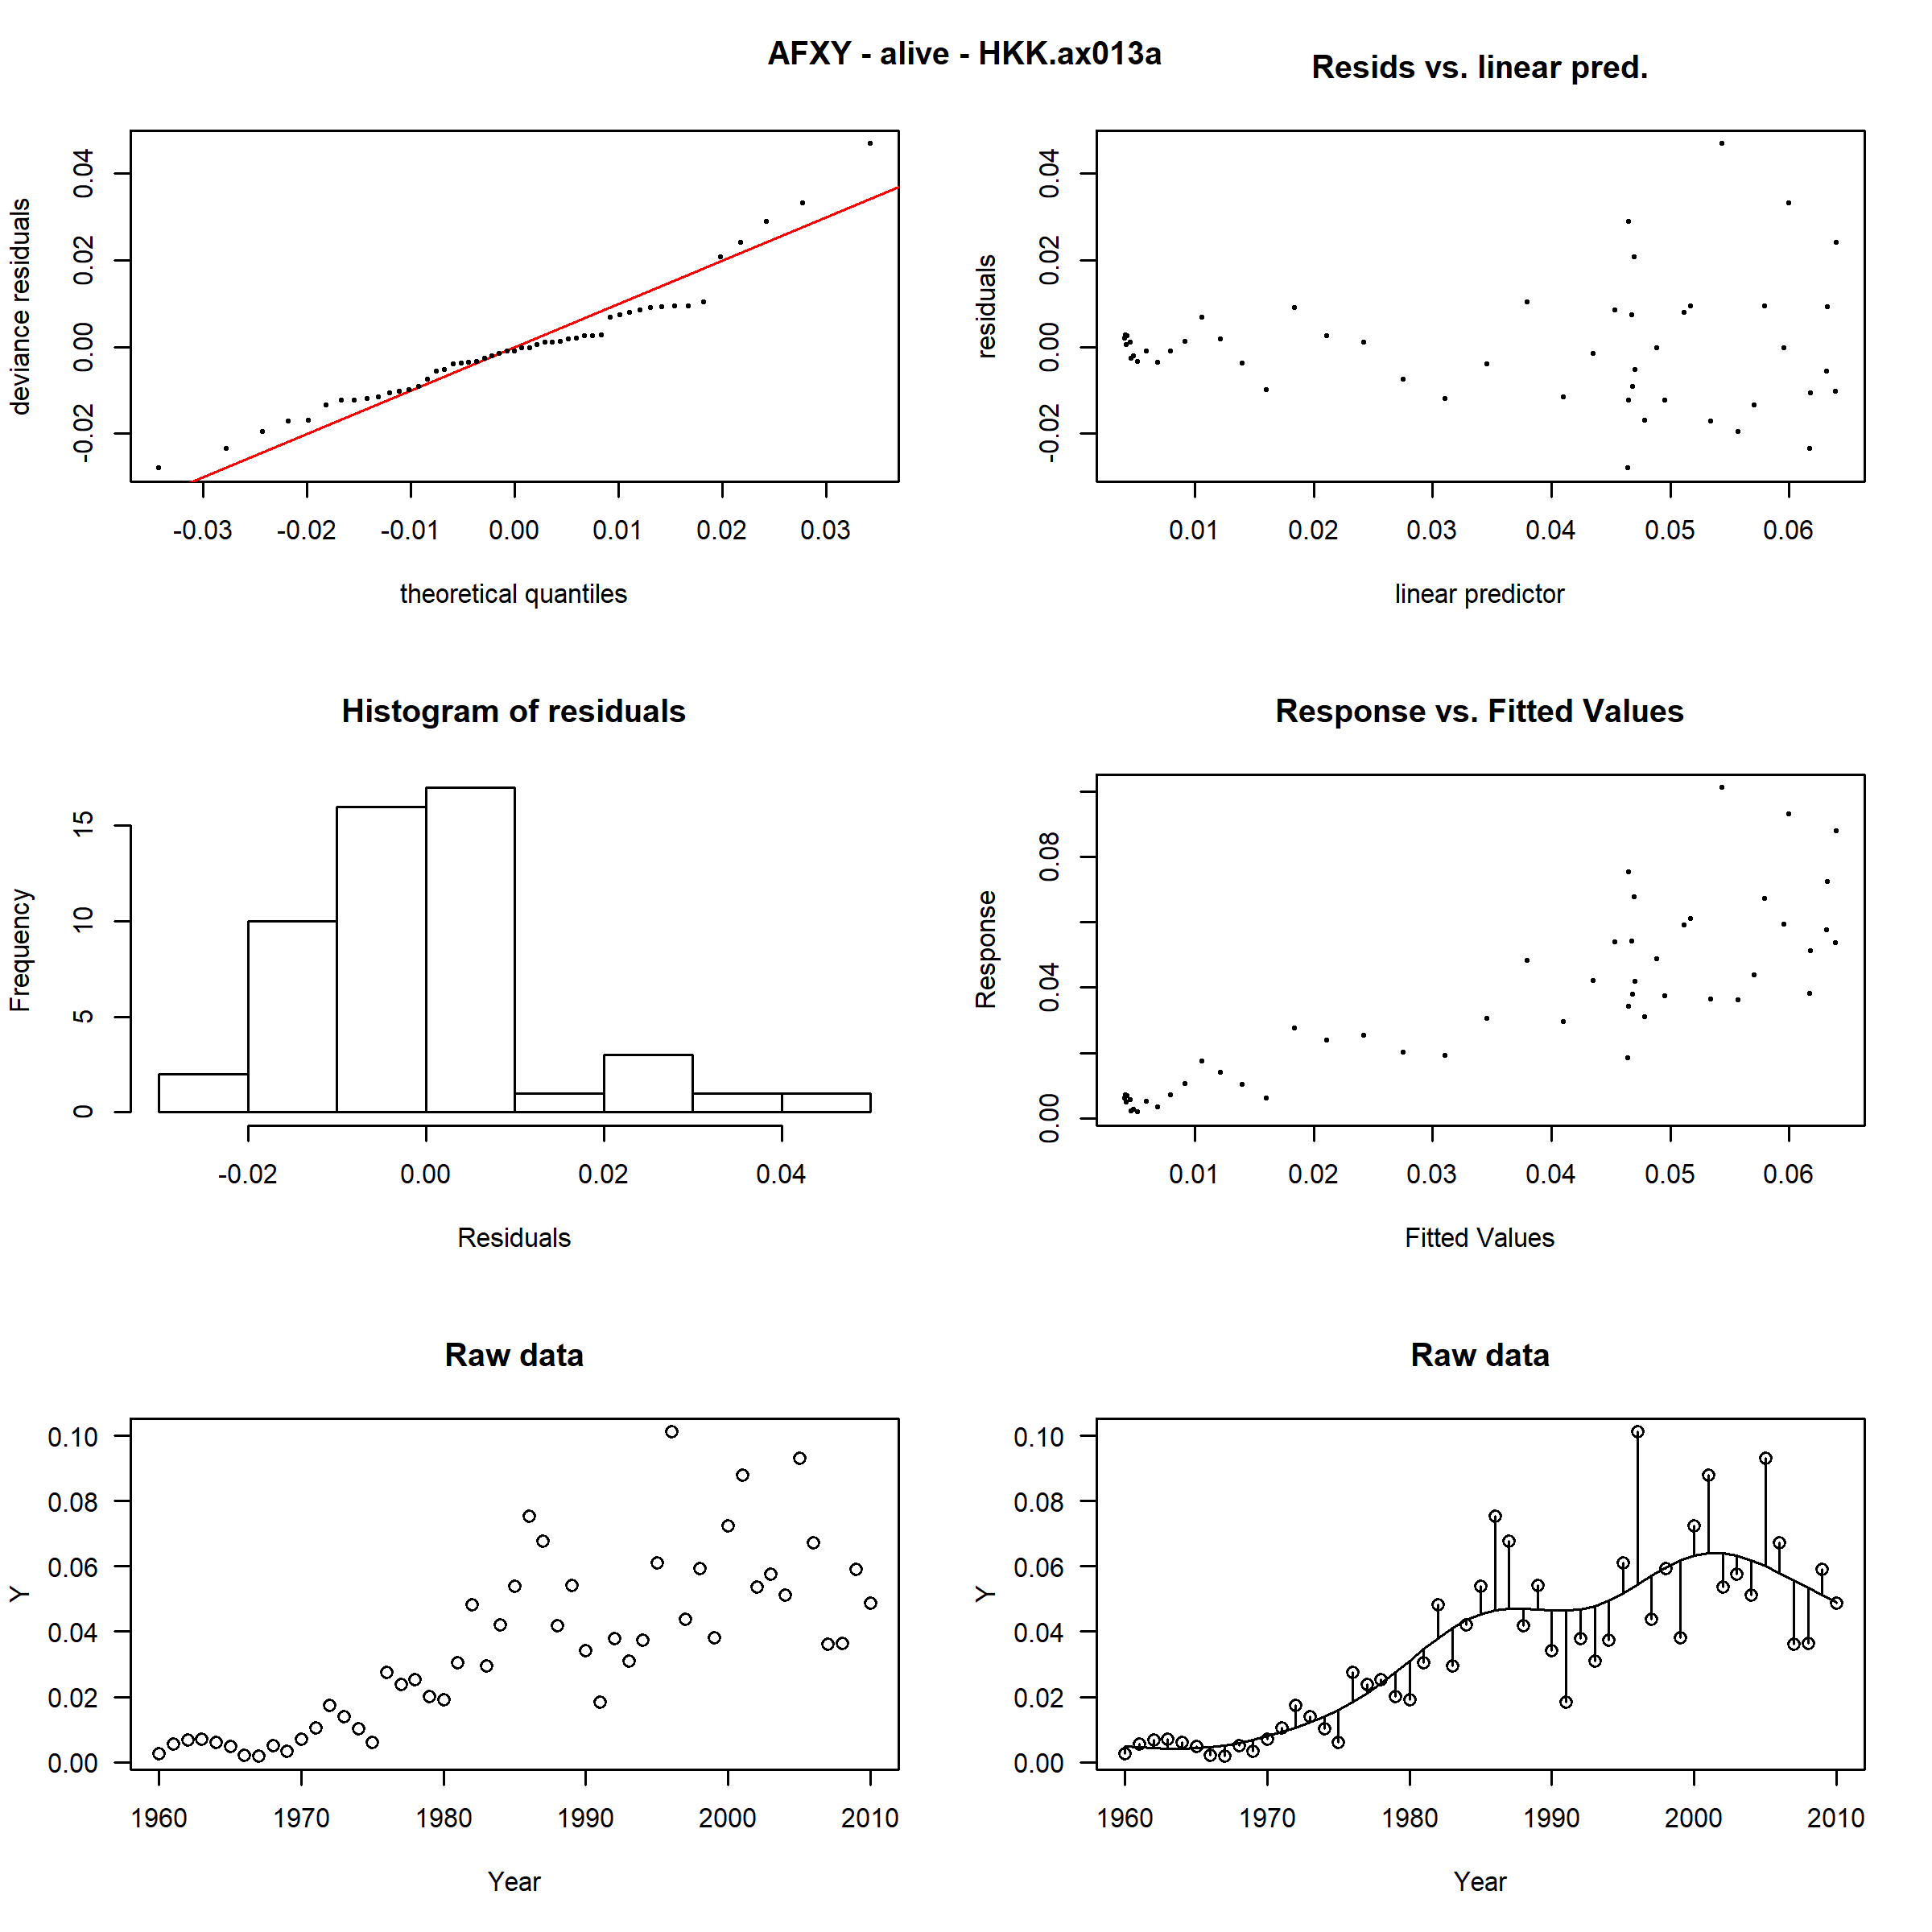 AFXY - alive - HKK.ax013a
Resids vs. linear pred.
deviance residuals
-0.02 0.00 0.02 0.04
-0.03 -0.02 -0.01 0.00 0.01 0.02 0.03
theoretical quantiles
residuals
-0.02 0.00 0.02 0.04
0.01 0.02 0.03 0.04 0.05 0.06
linear predictor
Histogram of residuals
Frequency
0 5 10 15
-0.02 0.00 0.02 0.04
Residuals
Response vs. Fitted Values
Response
0.00 0.04 0.08
0.01 0.02 0.03 0.04 0.05 0.06
Fitted Values
Raw data
Y
0.10
0.08
0.06
0.04
0.02
0.00
1960 1970 1980 1990 2000 2010
Year
Raw data
Y
0.10
0.08
0.06
0.04
0.02
0.00
1960 1970 1980 1990 2000 2010
Year